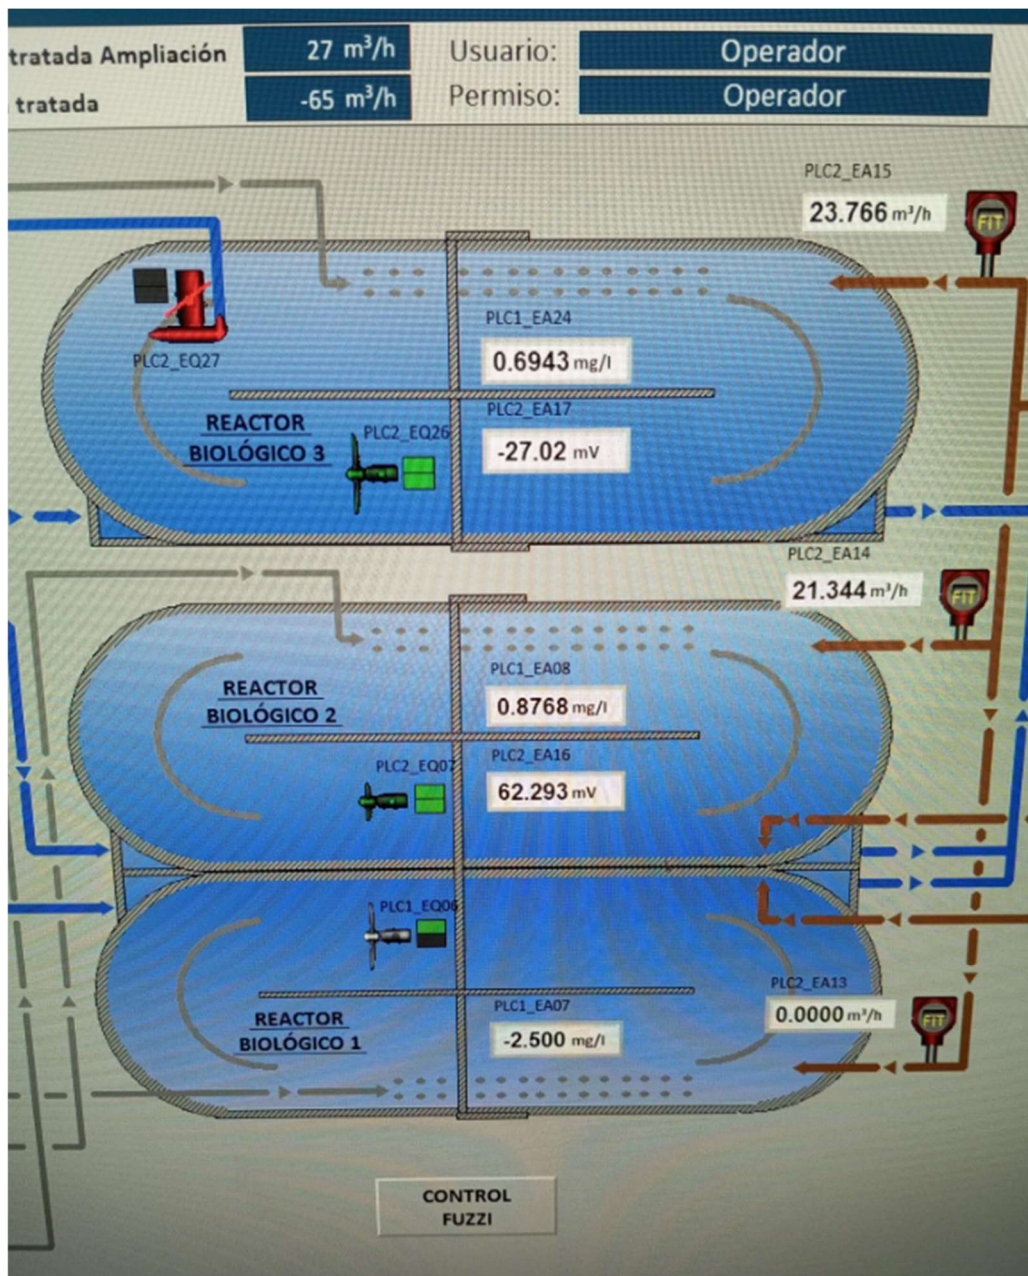 tratada Ampliación 27 m³/h Usuario: Operador
tratada -65 m³/h Permiso: Operador
PLC2_EA15
23.766 m³/h
FIT
PLC1_EA24
0.6943 mg/l
PLC2_EQ27
PLC2_EA17
REACTOR
BIOLÓGICO 3
PLC2_EQ26
-27.02 mV
PLC2_EA14
21.344 m³/h
FIT
PLC1_EA08
REACTOR
BIOLÓGICO 2
0.8768 mg/l
PLC2_EQ07
PLC2_EA16
62.293 mV
PLC1_EQ06
PLC2_EA13
0.0000 m³/h
FIT
PLC1_EA07
REACTOR
BIOLÓGICO 1
-2.500 mg/l
CONTROL
FUZZI